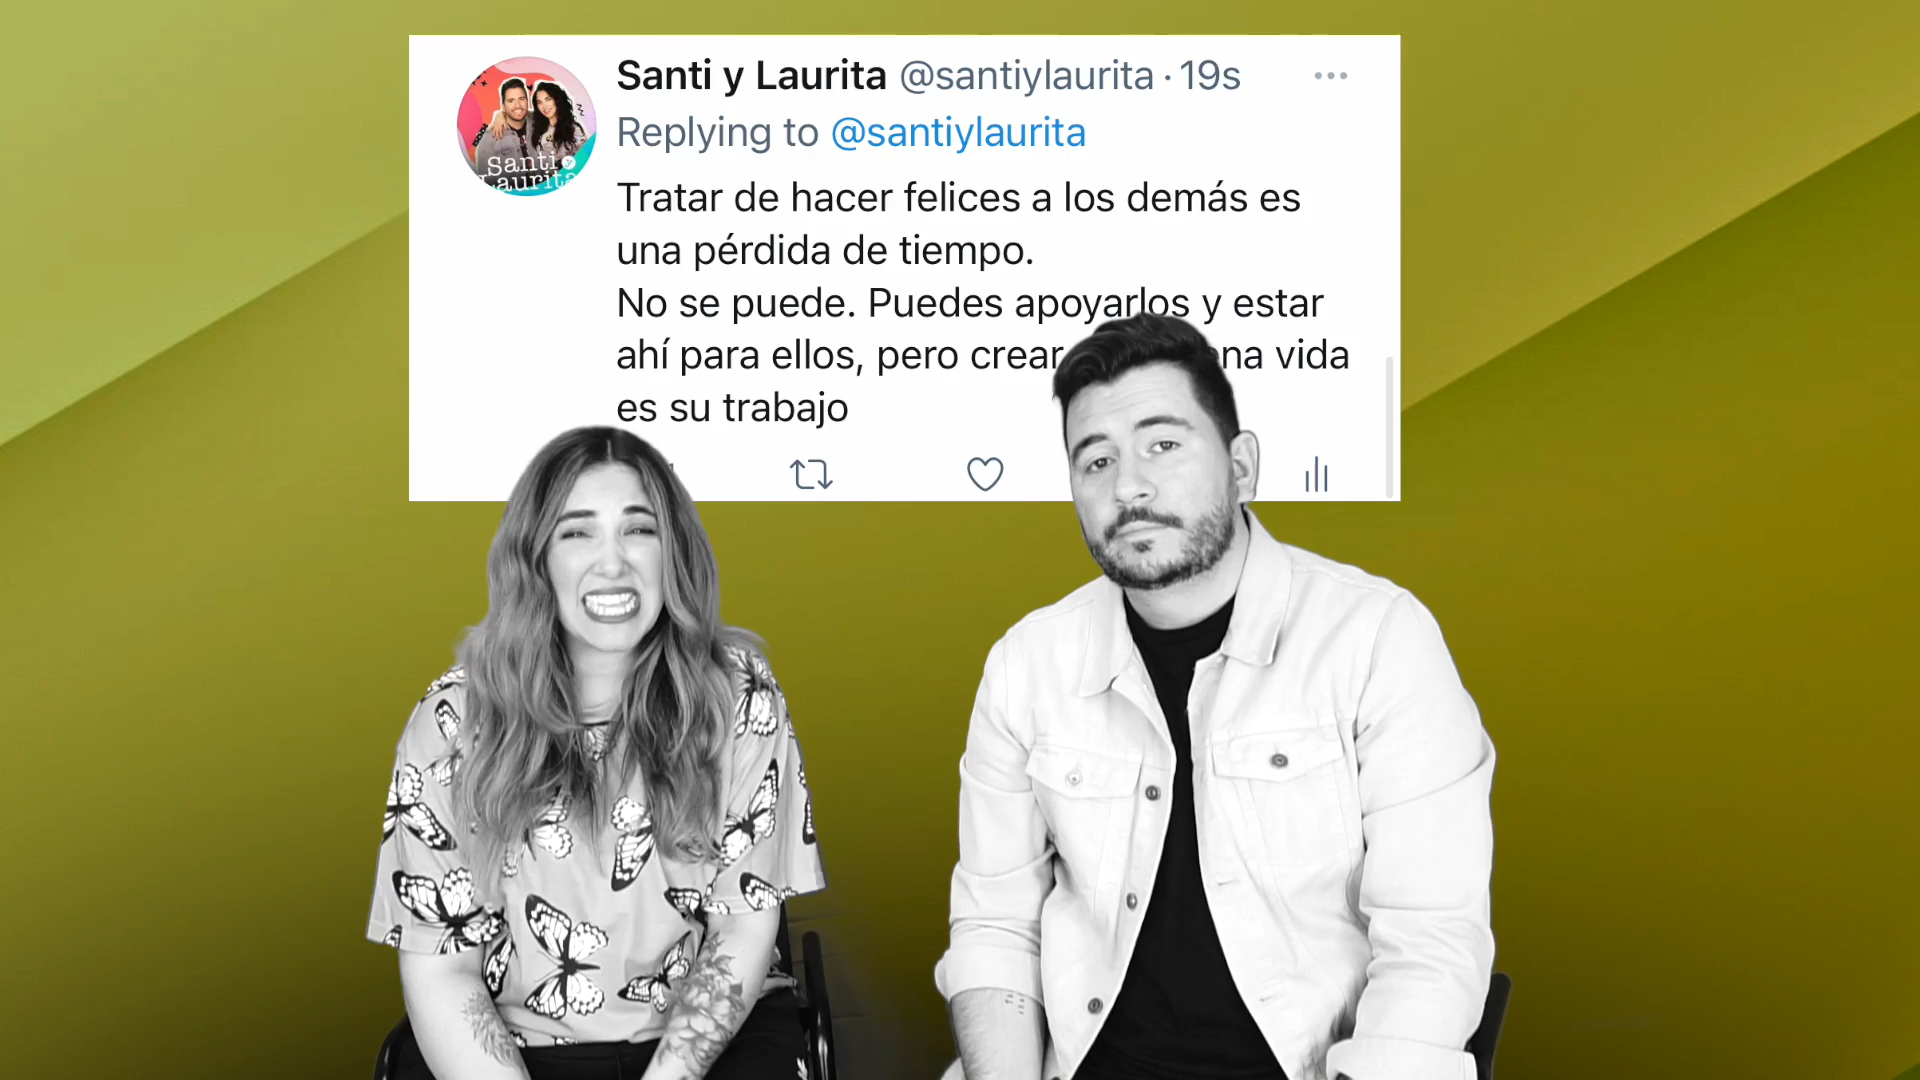 Santi y Laurita @santiylaurita · 19s
Replying to @santiylaurita
Tratar de hacer felices a los demás es
una pérdida de tiempo.
No se puede. Puedes apoyarlos y estar
ahí para ellos, pero crear na vida
es su trabajo
Santi y
Laurita